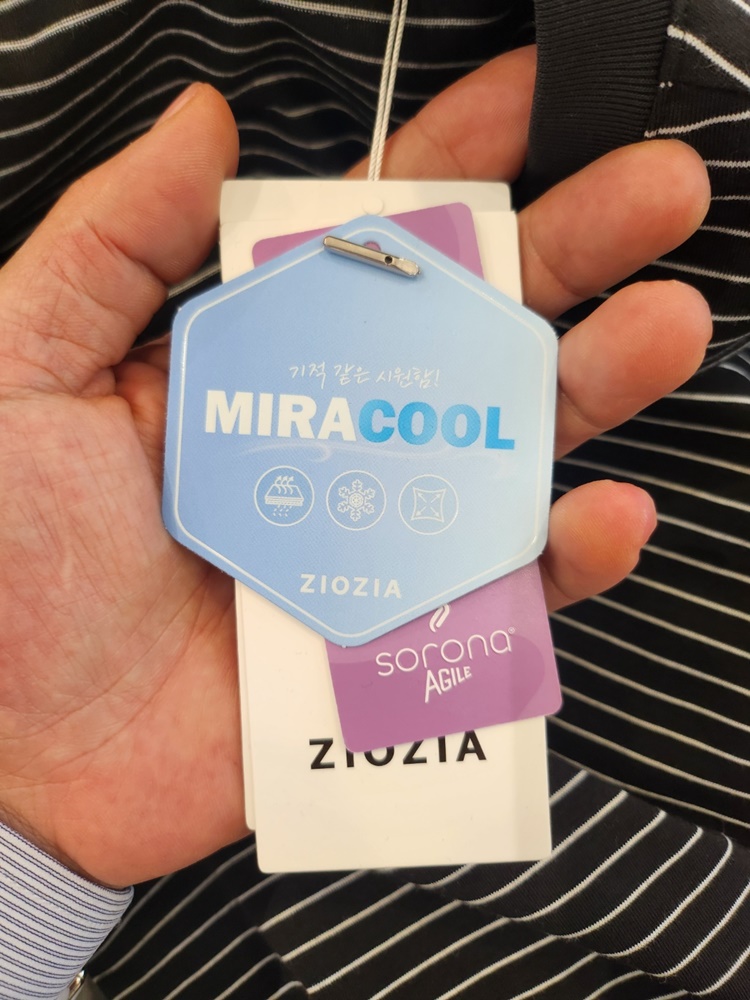 기적 같은 시원함!
MIRACOOL
ZIOZIA
sorona®
AGILE
ZIOZIA